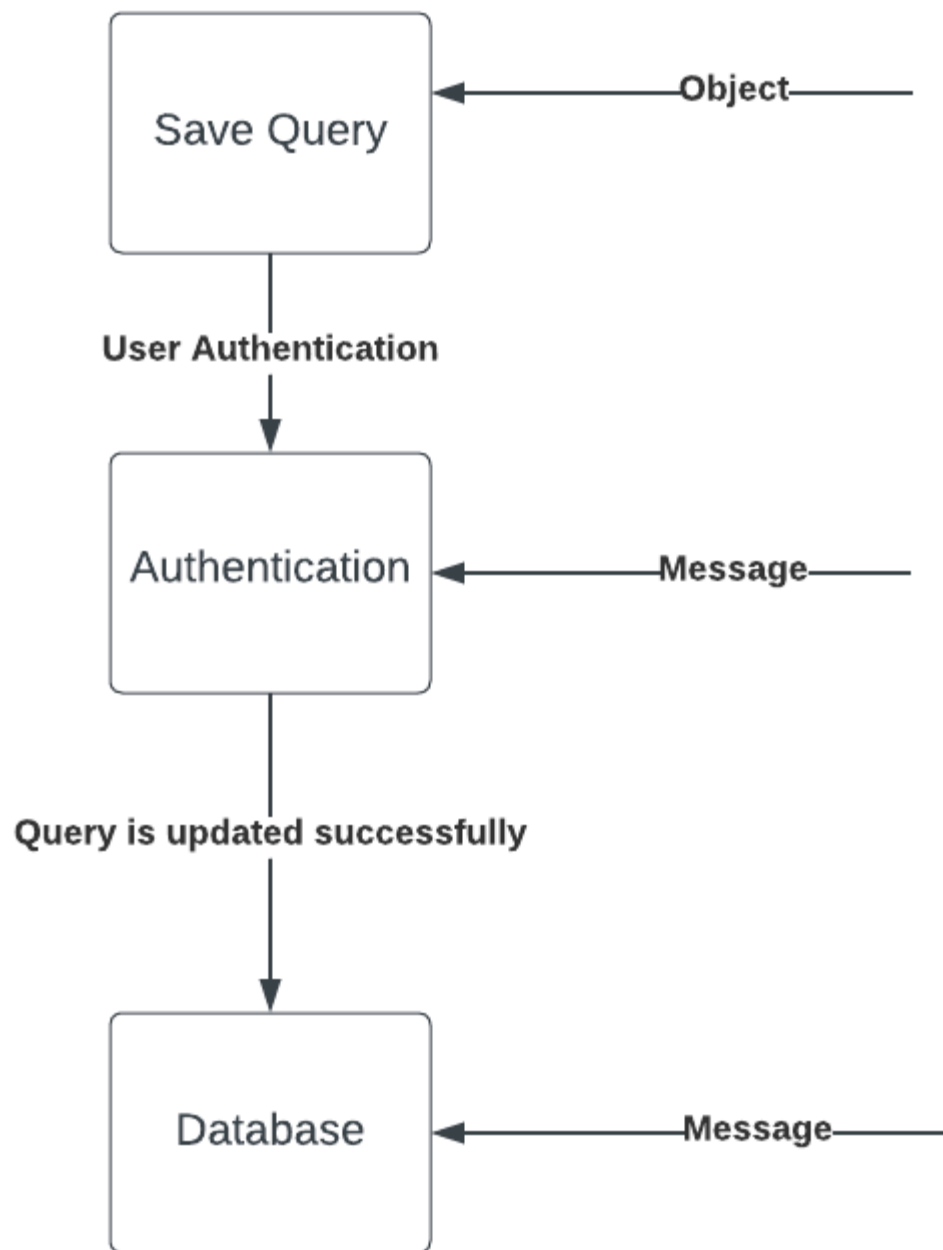 Object
Save Query
User Authentication
Authentication
Message
Query is updated successfully
Database
Message